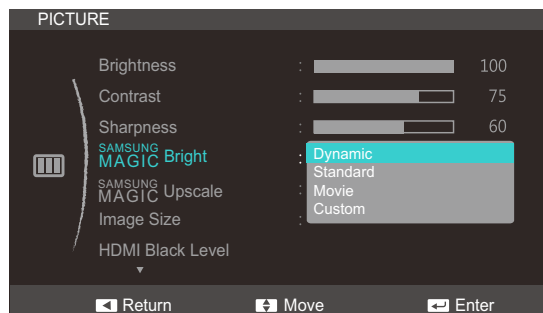 PICTURE
Brightness : 100
Contrast : 75
Sharpness : 60
SAMSUNG MAGIC Bright : Dynamic
Standard
SAMSUNG MAGIC Upscale : Movie
Custom
Image Size :
HDMI Black Level
Return Move Enter